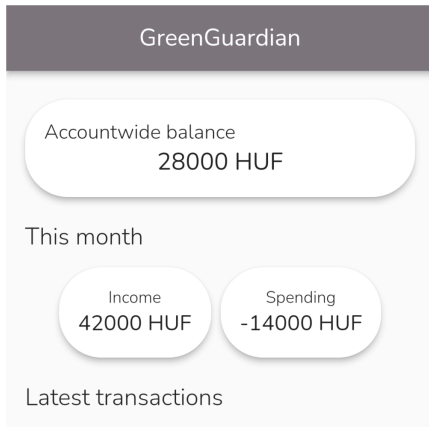 GreenGuardian
Accountwide balance
28000 HUF
This month
Income
42000 HUF
Spending
-14000 HUF
Latest transactions